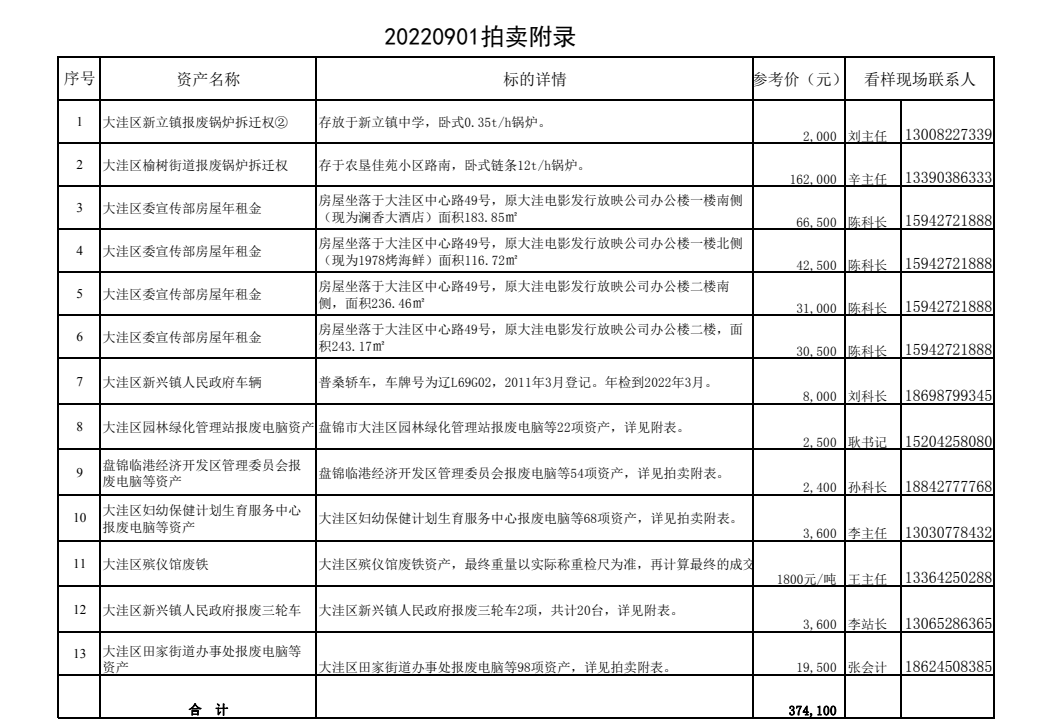 20220901拍卖附录
序号 资产名称 标的详情 参考价（元） 看样现场联系人
1 大洼区新立镇报废锅炉拆迁权② 存放于新立镇中学，卧式0.35t/h锅炉。 2,000 刘主任 13008227339
2 大洼区榆树街道报废锅炉拆迁权 存于农垦佳苑小区路南，卧式链条12t/h锅炉。 162,000 辛主任 13390386333
3 大洼区委宣传部房屋年租金 房屋坐落于大洼区中心路49号，原大洼电影发行放映公司办公楼一楼南侧
（现为澜香大酒店）面积183.85㎡ 66,500 陈科长 15942721888
4 大洼区委宣传部房屋年租金 房屋坐落于大洼区中心路49号，原大洼电影发行放映公司办公楼一楼北侧
（现为1978烤海鲜）面积116.72㎡ 42,500 陈科长 15942721888
5 大洼区委宣传部房屋年租金 房屋坐落于大洼区中心路49号，原大洼电影发行放映公司办公楼二楼南
侧，面积236.46㎡ 31,000 陈科长 15942721888
6 大洼区委宣传部房屋年租金 房屋坐落于大洼区中心路49号，原大洼电影发行放映公司办公楼二楼，面
积243.17㎡ 30,500 陈科长 15942721888
7 大洼区新兴镇人民政府车辆 普桑轿车，车牌号为辽L69G02，2011年3月登记。年检到2022年3月。 8,000 刘科长 18698799345
8 大洼区园林绿化管理站报废电脑资产 盘锦市大洼区园林绿化管理站报废电脑等22项资产，详见附表。 2,500 耿书记 15204258080
9 盘锦临港经济开发区管理委员会报
废电脑等资产 盘锦临港经济开发区管理委员会报废电脑等54项资产，详见拍卖附表。 2,400 孙科长 18842777768
10 大洼区妇幼保健计划生育服务中心
报废电脑等资产 大洼区妇幼保健计划生育服务中心报废电脑等68项资产，详见拍卖附表。 3,600 李主任 13030778432
11 大洼区殡仪馆废铁 大洼区殡仪馆废铁资产，最终重量以实际称重检尺为准，再计算最终的成交 1800元/吨 王主任 13364250288
12 大洼区新兴镇人民政府报废三轮车 大洼区新兴镇人民政府报废三轮车2项，共计20台，详见附表。 3,600 李站长 13065286365
13 大洼区田家街道办事处报废电脑等
资产 大洼区田家街道办事处报废电脑等98项资产，详见拍卖附表。 19,500 张会计 18624508385
合 计 374,100